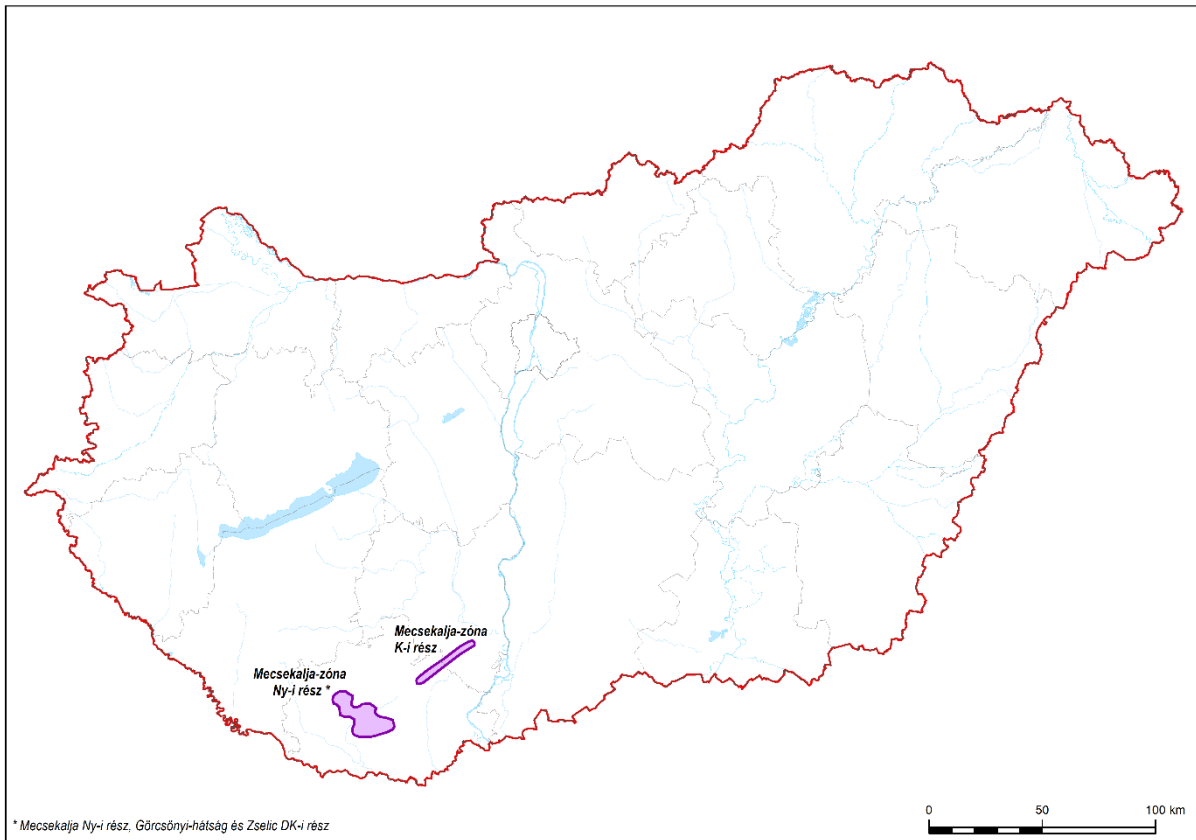 Mecsekalja-zóna
K-i rész
Mecsekalja-zóna
Ny-i rész *
* Mecsekalja Ny-i rész, Görcsönyi-hátság és Zselic DK-i rész
0 50 100 km